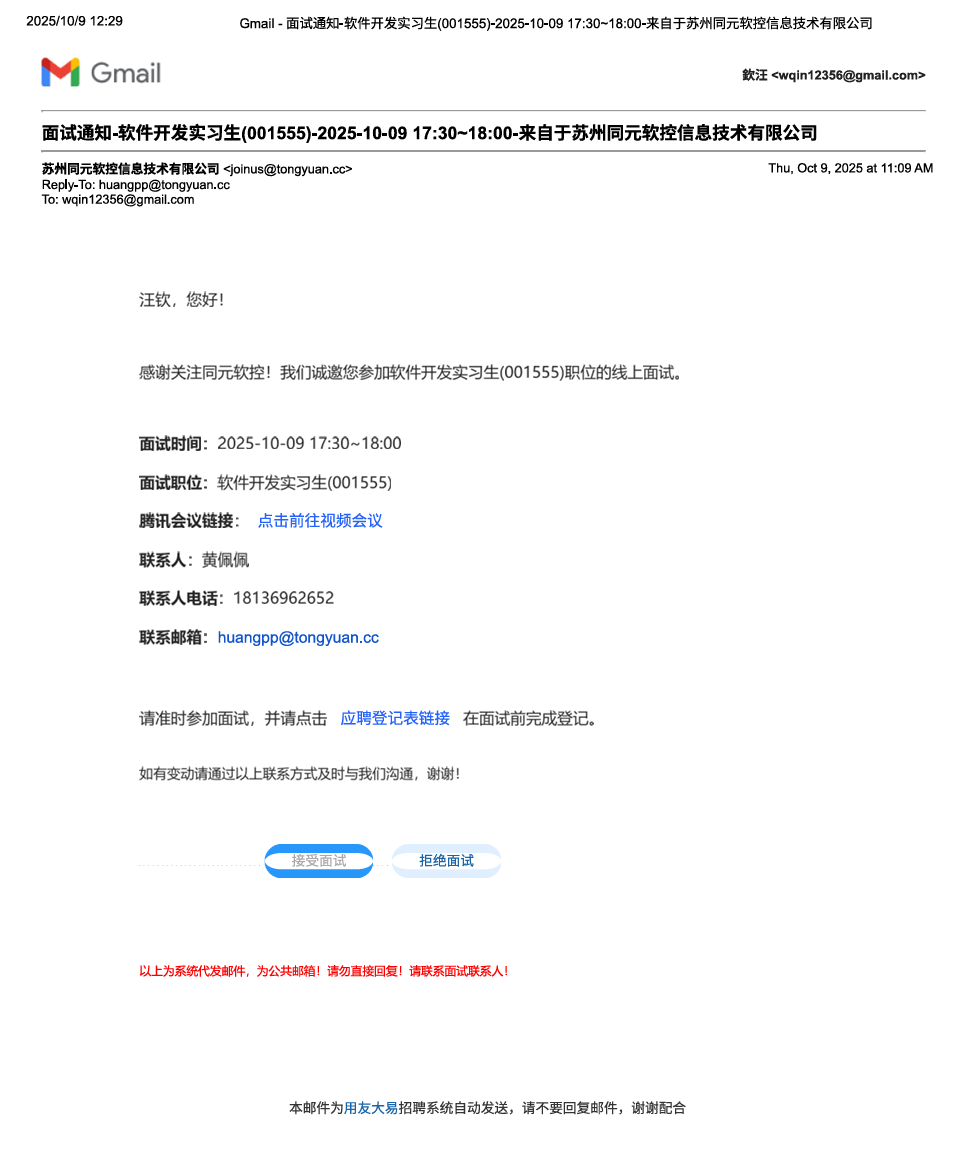 2025/10/9 12:29
Gmail - 面试通知-软件开发实习生(001555)-2025-10-09 17:30~18:00-来自于苏州同元软控信息技术有限公司
Gmail
欽汪 <wqin12356@gmail.com>
面试通知-软件开发实习生(001555)-2025-10-09 17:30~18:00-来自于苏州同元软控信息技术有限公司
苏州同元软控信息技术有限公司 <joinus@tongyuan.cc>
Thu, Oct 9, 2025 at 11:09 AM
Reply-To: huangpp@tongyuan.cc
To: wqin12356@gmail.com
汪钦，您好！
感谢关注同元软控！我们诚邀您参加软件开发实习生(001555)职位的线上面试。
面试时间：2025-10-09 17:30~18:00
面试职位：软件开发实习生(001555)
腾讯会议链接： 点击前往视频会议
联系人：黄佩佩
联系人电话：18136962652
联系邮箱：huangpp@tongyuan.cc
请准时参加面试，并请点击 应聘登记表链接 在面试前完成登记。
如有变动请通过以上联系方式及时与我们沟通，谢谢！
接受面试 拒绝面试
以上为系统代发邮件，为公共邮箱！请勿直接回复！请联系面试联系人！
本邮件为用友大易招聘系统自动发送，请不要回复邮件，谢谢配合